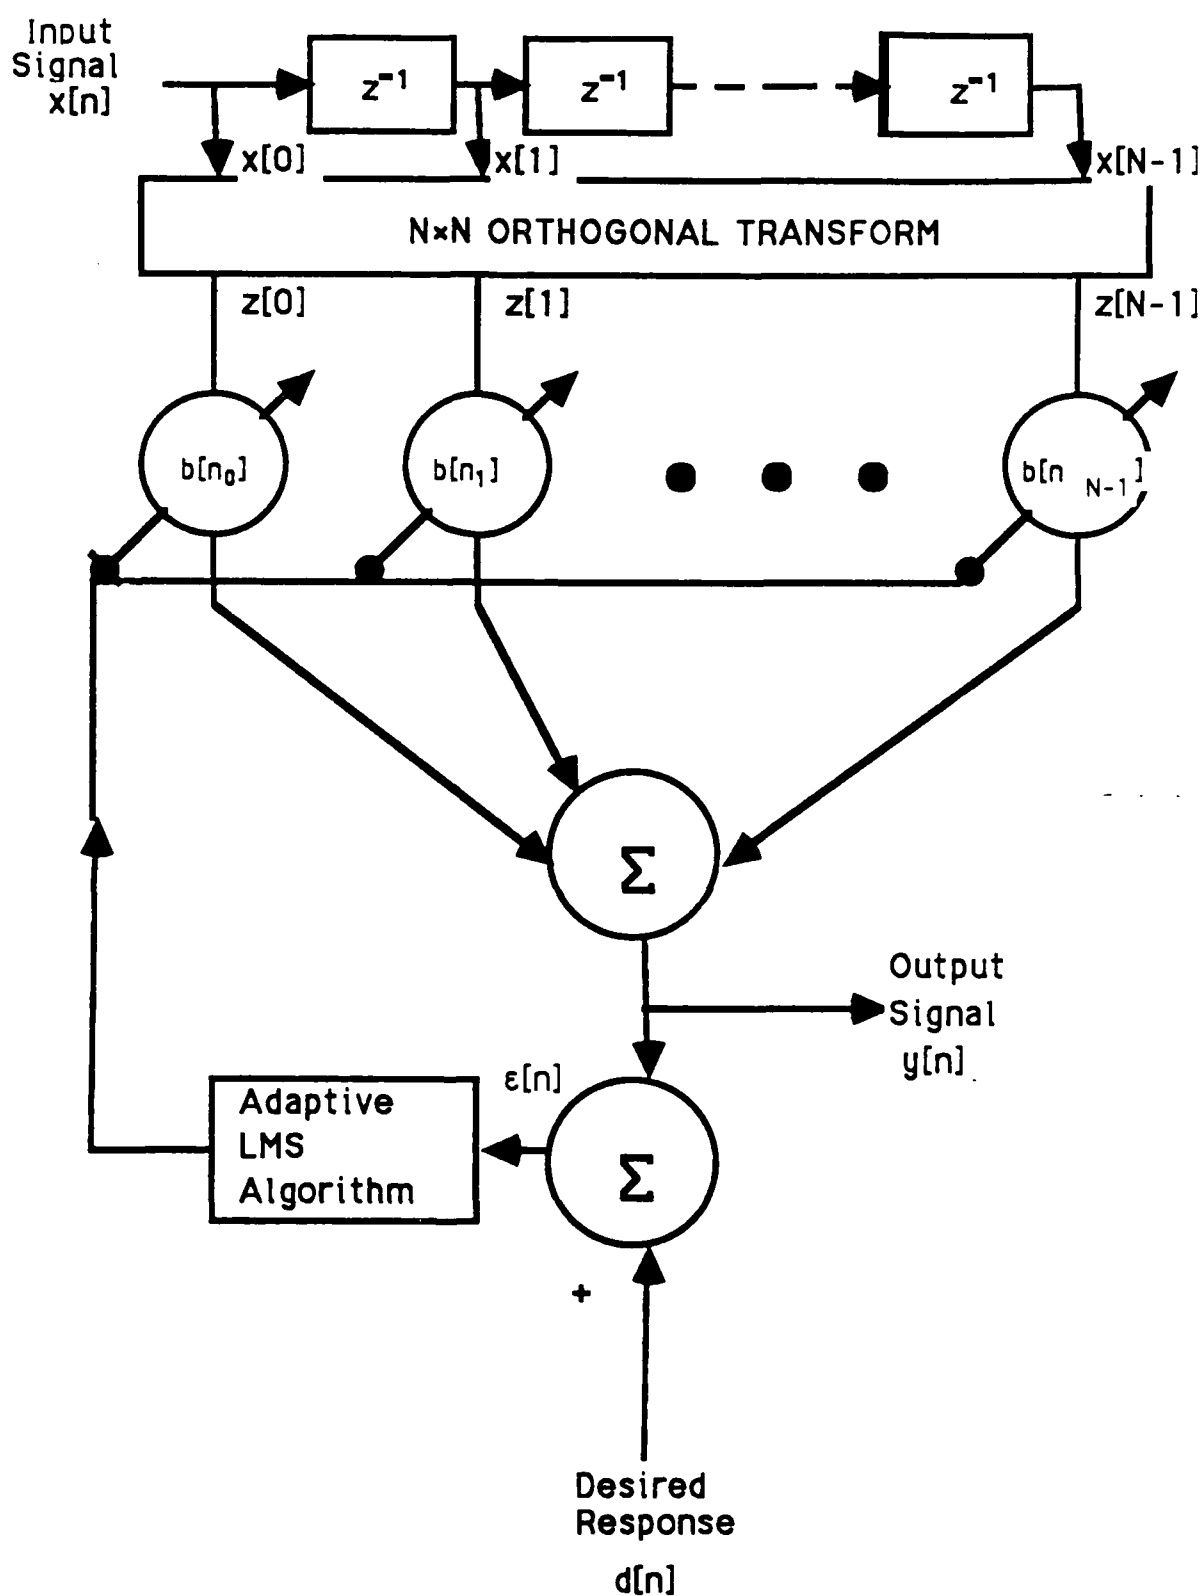 Input
Signal
x[n]
z⁻¹
z⁻¹
z⁻¹
x[0]
x[1]
x[N-1]
N×N ORTHOGONAL TRANSFORM
z[0]
z[1]
z[N-1]
b[n₀]
b[n₁]
b[n N-1]
Σ
Output
Signal
y[n]
ε[n]
Adaptive
LMS
Algorithm
Σ
+
Desired
Response
d[n]